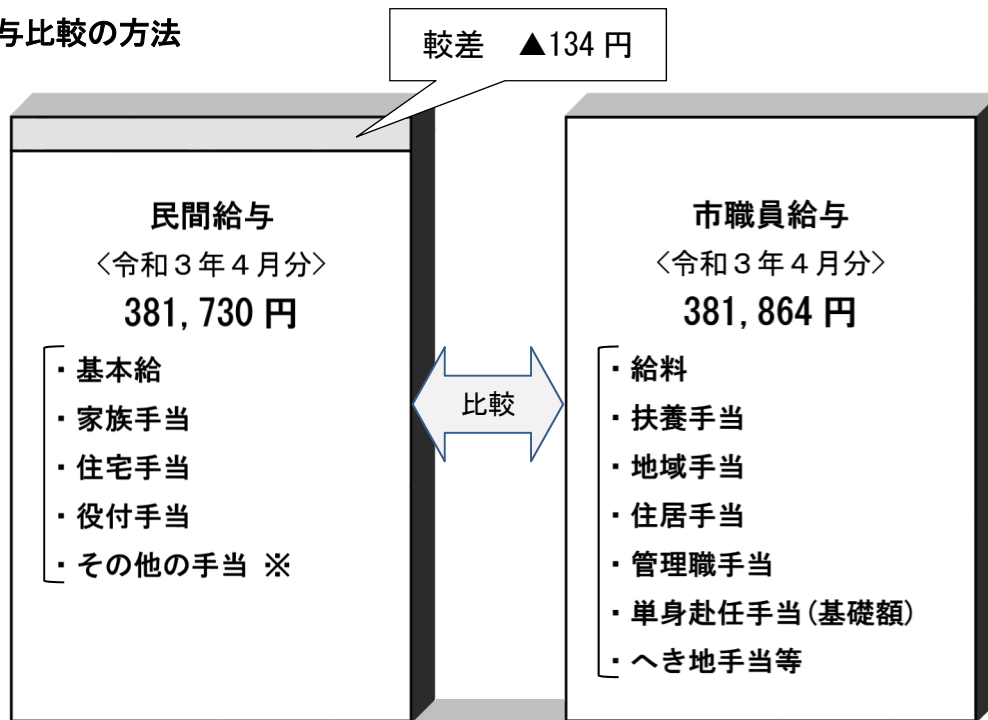 与比較の方法
較差　▲134 円
民間給与
〈令和３年４月分〉
381,730 円
・基本給
・家族手当
・住宅手当
・役付手当
・その他の手当 ※
比較
市職員給与
〈令和３年４月分〉
381,864 円
・給料
・扶養手当
・地域手当
・住居手当
・管理職手当
・単身赴任手当(基礎額)
・へき地手当等